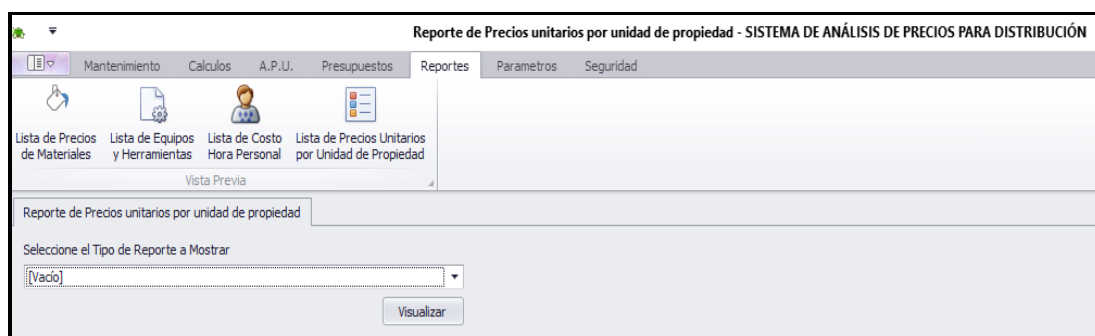 Reporte de Precios unitarios por unidad de propiedad - SISTEMA DE ANÁLISIS DE PRECIOS PARA DISTRIBUCIÓN
Mantenimiento Calculos A.P.U. Presupuestos Reportes Parametros Seguridad
Lista de Precios de Materiales
Lista de Equipos y Herramientas
Lista de Costo Hora Personal
Lista de Precios Unitarios por Unidad de Propiedad
Vista Previa
Reporte de Precios unitarios por unidad de propiedad
Seleccione el Tipo de Reporte a Mostrar
[Vacío]
Visualizar